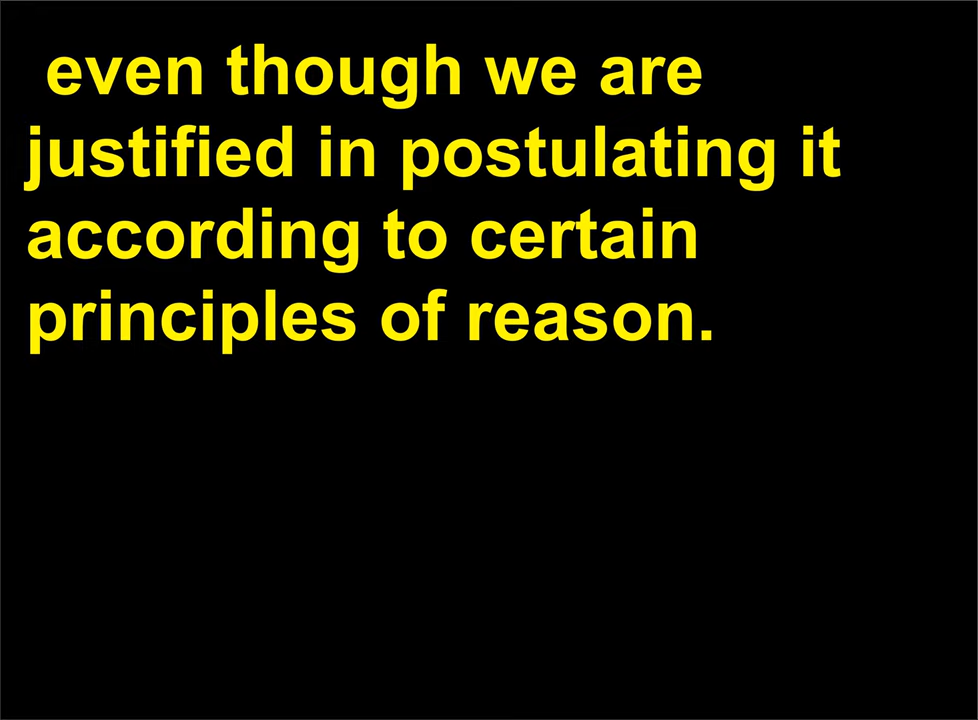 even though we are
justified in postulating it
according to certain
principles of reason.